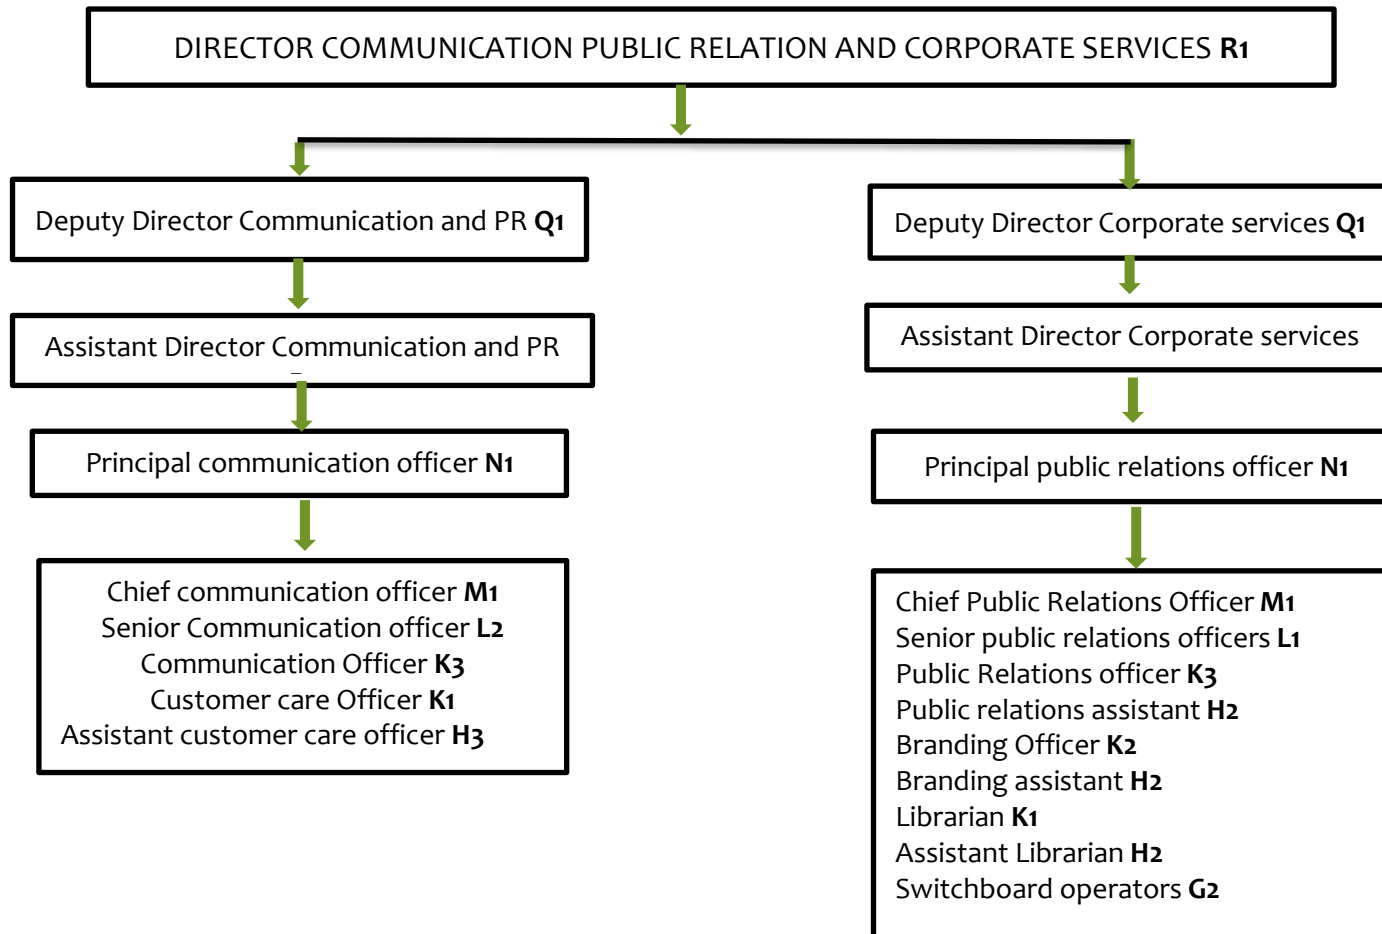 DIRECTOR COMMUNICATION PUBLIC RELATION AND CORPORATE SERVICES R1
Deputy Director Communication and PR Q1
Deputy Director Corporate services Q1
Assistant Director Communication and PR
Assistant Director Corporate services
Principal communication officer N1
Principal public relations officer N1
Chief communication officer M1
Senior Communication officer L2
Communication Officer K3
Customer care Officer K1
Assistant customer care officer H3
Chief Public Relations Officer M1
Senior public relations officers L1
Public Relations officer K3
Public relations assistant H2
Branding Officer K2
Branding assistant H2
Librarian K1
Assistant Librarian H2
Switchboard operators G2